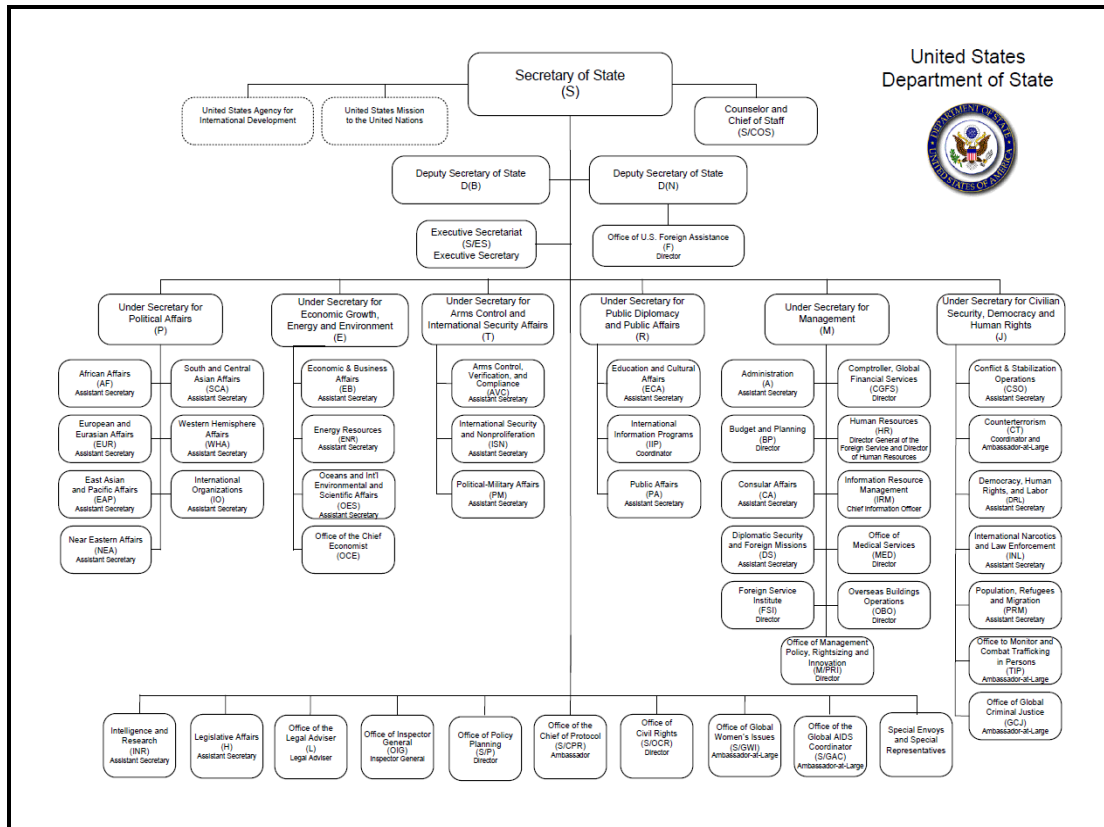 United States
Department of State
DEPARTMENT OF STATE
UNITED STATES OF AMERICA
Secretary of State
(S)
United States Agency for
International Development
United States Mission
to the United Nations
Counselor and
Chief of Staff
(S/COS)
Deputy Secretary of State
D(B)
Deputy Secretary of State
D(N)
Executive Secretariat
(S/ES)
Executive Secretary
Office of U.S. Foreign Assistance
(F)
Director
Under Secretary for
Political Affairs
(P)
Under Secretary for
Economic Growth,
Energy and Environment
(E)
Under Secretary for
Arms Control and
International Security Affairs
(T)
Under Secretary for
Public Diplomacy
and Public Affairs
(R)
Under Secretary for
Management
(M)
Under Secretary for Civilian
Security, Democracy and
Human Rights
(J)
African Affairs
(AF)
Assistant Secretary
South and Central
Asian Affairs
(SCA)
Assistant Secretary
European and
Eurasian Affairs
(EUR)
Assistant Secretary
Western Hemisphere
Affairs
(WHA)
Assistant Secretary
East Asian
and Pacific Affairs
(EAP)
Assistant Secretary
International
Organizations
(IO)
Assistant Secretary
Near Eastern Affairs
(NEA)
Assistant Secretary
Economic & Business
Affairs
(EB)
Assistant Secretary
Energy Resources
(ENR)
Assistant Secretary
Oceans and Int'l
Environmental and
Scientific Affairs
(OES)
Assistant Secretary
Office of the Chief
Economist
(OCE)
Arms Control,
Verification, and
Compliance
(AVC)
Assistant Secretary
International Security
and Nonproliferation
(ISN)
Assistant Secretary
Political-Military Affairs
(PM)
Assistant Secretary
Education and Cultural
Affairs
(ECA)
Assistant Secretary
International
Information Programs
(IIP)
Coordinator
Public Affairs
(PA)
Assistant Secretary
Administration
(A)
Assistant Secretary
Comptroller, Global
Financial Services
(CGFS)
Director
Budget and Planning
(BP)
Director
Human Resources
(HR)
Director General of the
Foreign Service and Director
of Human Resources
Consular Affairs
(CA)
Assistant Secretary
Information Resource
Management
(IRM)
Chief Information Officer
Diplomatic Security
and Foreign Missions
(DS)
Assistant Secretary
Office of
Medical Services
(MED)
Director
Foreign Service
Institute
(FSI)
Director
Overseas Buildings
Operations
(OBO)
Director
Office of Management
Policy, Rightsizing and
Innovation
(M/PRI)
Director
Conflict & Stabilization
Operations
(CSO)
Assistant Secretary
Counterterrorism
(CT)
Coordinator and
Ambassador-at-Large
Democracy, Human
Rights, and Labor
(DRL)
Assistant Secretary
International Narcotics
and Law Enforcement
(INL)
Assistant Secretary
Population, Refugees
and Migration
(PRM)
Assistant Secretary
Office to Monitor and
Combat Trafficking
in Persons
(TIP)
Ambassador-at-Large
Office of Global
Criminal Justice
(GCJ)
Ambassador-at-Large
Intelligence and
Research
(INR)
Assistant Secretary
Legislative Affairs
(H)
Assistant Secretary
Office of the
Legal Adviser
(L)
Legal Adviser
Office of Inspector
General
(OIG)
Inspector General
Office of Policy
Planning
(S/P)
Director
Office of the
Chief of Protocol
(S/CPR)
Ambassador
Office of
Civil Rights
(S/OCR)
Director
Office of Global
Women's Issues
(S/GWI)
Ambassador-at-Large
Office of the
Global AIDS
Coordinator
(S/GAC)
Ambassador-at-Large
Special Envoys and
Special
Representatives